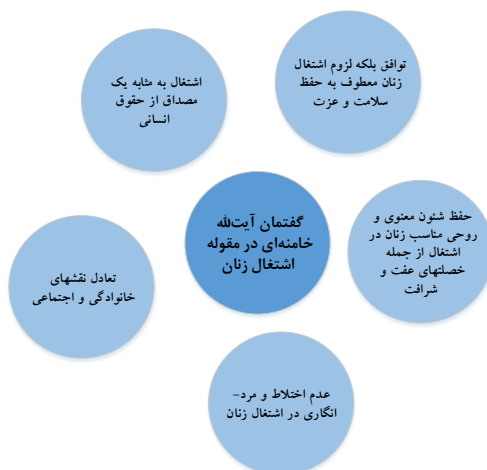 توافق بلکه لزوم اشتغال
زنان معطوف به حفظ
سلامت و عزت
اشتغال به مثابه یک
مصداق از حقوق
انسانی
گفتمان آیت‌الله
خامنه‌ای در مقوله
اشتغال زنان
حفظ شئون معنوی و
روحی مناسب زنان در
اشتغال از جمله
خصلتهای عفت و
شرافت
تعادل نقشهای
خانوادگی و اجتماعی
عدم اختلاط و مرد-
انگاری در اشتغال زنان